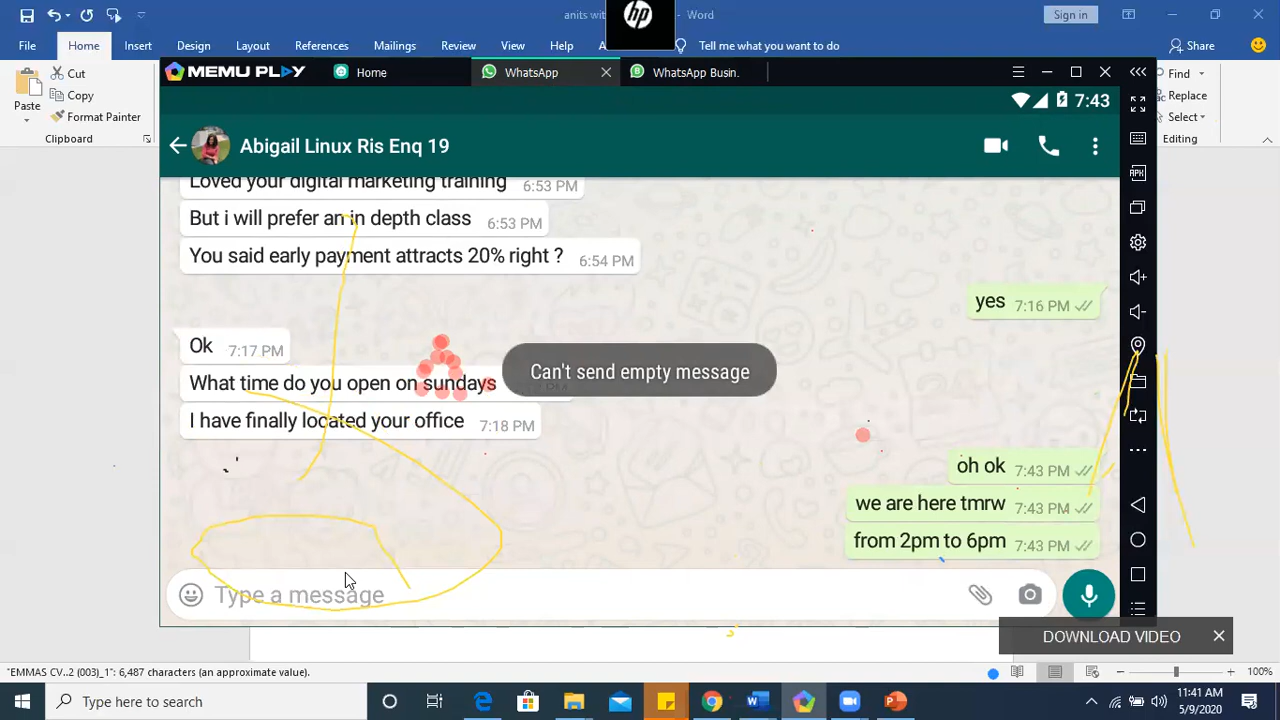 anits wi
Word
Sign in
File Home Insert Design Layout References Mailings Review View Help A Tell me what you want to do Share
Cut
Copy
Paste
Format Painter
Clipboard
Find
Replace
Select
Editing
MEMU PLAY Home WhatsApp WhatsApp Busin.
7:43
Abigail Linux Ris Enq 19
Loved your digital marketing training 6:53 PM
But i will prefer an in depth class 6:53 PM
You said early payment attracts 20% right ? 6:54 PM
yes 7:16 PM
Ok 7:17 PM
What time do you open on sundays
Can't send empty message
I have finally located your office 7:18 PM
oh ok 7:43 PM
we are here tmrw 7:43 PM
from 2pm to 6pm 7:43 PM
Type a message
APK
DOWNLOAD VIDEO
"EMMAS CV..2 (003)_1": 6,487 characters (an approximate value).
100%
Type here to search
11:41 AM
5/9/2020
hp